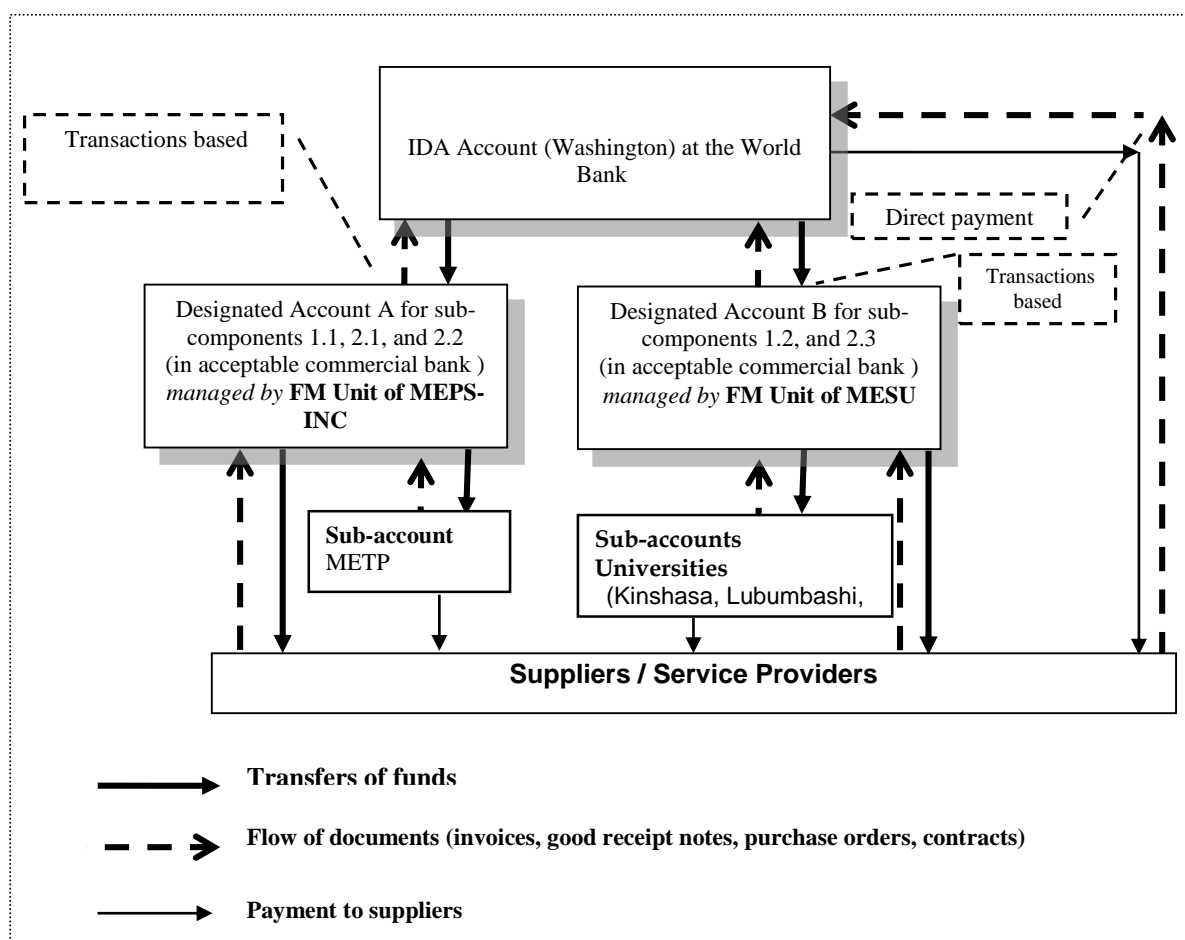 Transactions based
IDA Account (Washington) at the World
Bank
Direct payment
Transactions
based
Designated Account A for sub-
components 1.1, 2.1, and 2.2
(in acceptable commercial bank )
managed by FM Unit of MEPS-
INC
Designated Account B for sub-
components 1.2, and 2.3
(in acceptable commercial bank )
managed by FM Unit of MESU
Sub-account
METP
Sub-accounts
Universities
(Kinshasa, Lubumbashi,
Suppliers / Service Providers
Transfers of funds
Flow of documents (invoices, good receipt notes, purchase orders, contracts)
Payment to suppliers